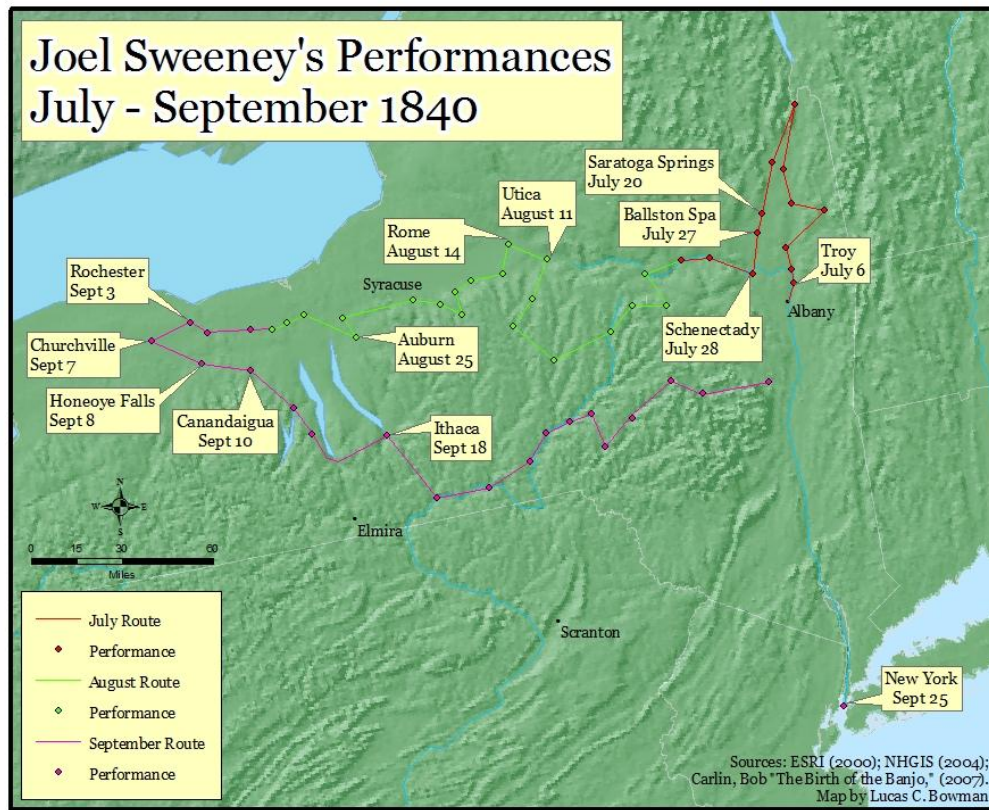 Joel Sweeney's Performances
July - September 1840
Saratoga Springs
July 20
Utica
August 11
Ballston Spa
July 27
Rome
August 14
Troy
July 6
Rochester
Sept 3
Syracuse
Albany
Churchville
Sept 7
Auburn
August 25
Schenectady
July 28
Honeoye Falls
Sept 8
Canandaigua
Sept 10
Ithaca
Sept 18
N
W E
S
Elmira
0 15 30 60
Miles
July Route
Performance
August Route
Performance
September Route
Performance
Scranton
New York
Sept 25
Sources: ESRI (2000); NHGIS (2004);
Carlin, Bob "The Birth of the Banjo," (2007).
Map by Lucas C. Bowman